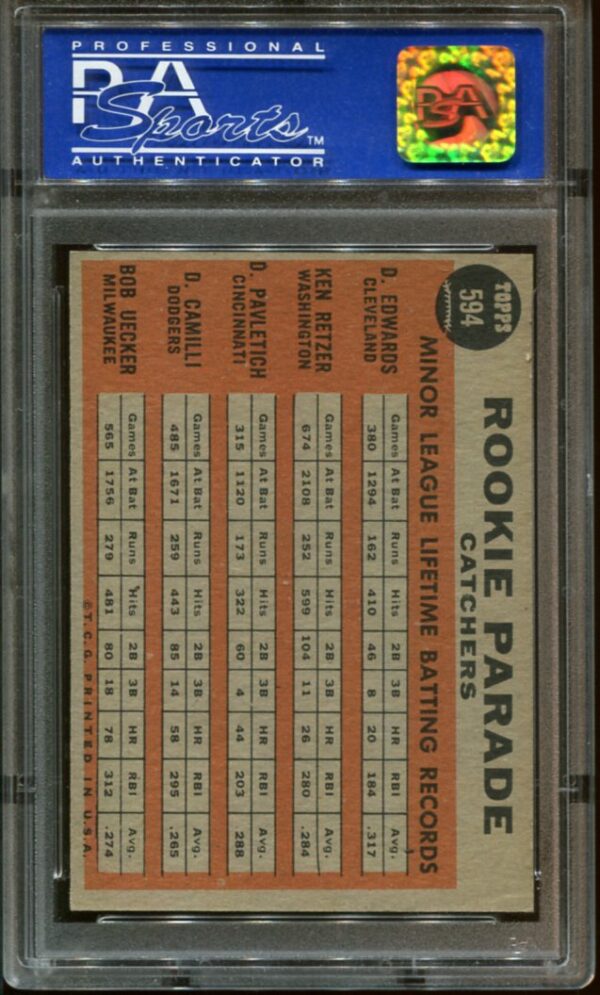 PROFESSIONAL
PSA
Sports™
AUTHENTICATOR
PSA
TOPPS
594
ROOKIE PARADE
CATCHERS
MINOR LEAGUE LIFETIME BATTING RECORDS
D. EDWARDS
CLEVELAND
Games At Bat Runs Hits 2B 3B HR RBI Avg.
380 1294 162 410 46 8 20 184 .317
KEN RETZER
WASHINGTON
Games At Bat Runs Hits 2B 3B HR RBI Avg.
674 2108 252 599 104 11 26 280 .284
D. PAVLETICH
CINCINNATI
Games At Bat Runs Hits 2B 3B HR RBI Avg.
315 1120 173 322 60 4 44 203 288
D. CAMILLI
DODGERS
Games At Bat Runs Hits 2B 3B HR RBI Avg.
485 1671 259 443 85 14 58 295 .265
BOB UECKER
MILWAUKEE
Games At Bat Runs Hits 2B 3B HR RBI Avg.
565 1756 279 481 80 18 78 312 .274
©T.C.G. PRINTED IN U.S.A.